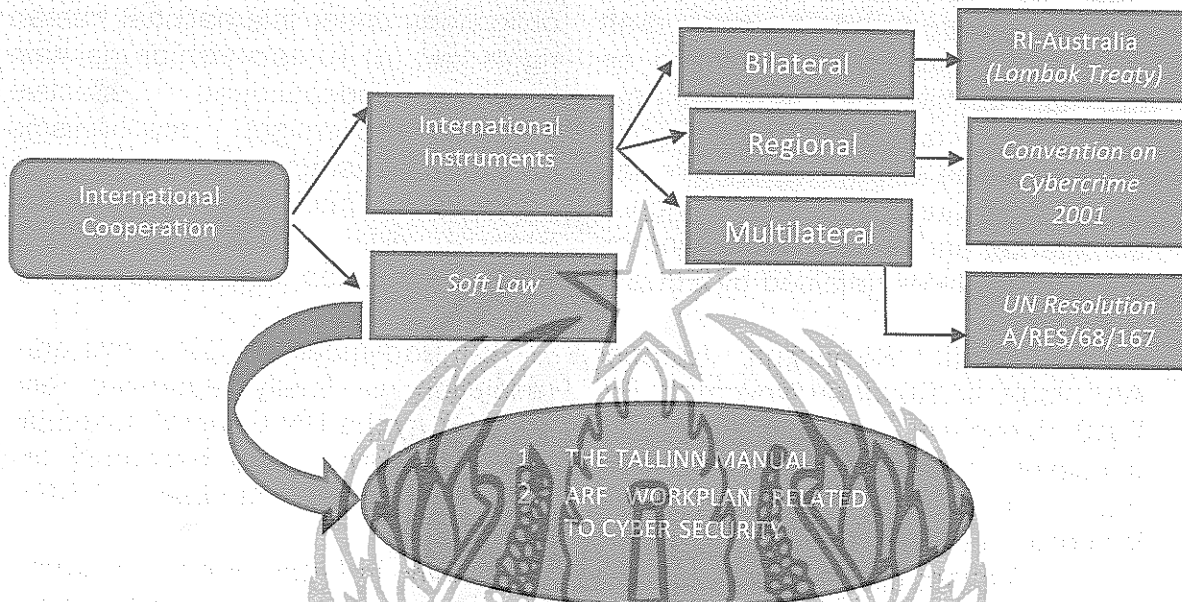 International
Cooperation
International
Instruments
Soft Law
Bilateral
Regional
Multilateral
RI-Australia
(Lombok Treaty)
Convention on
Cybercrime
2001
UN Resolution
A/RES/68/167
1 THE TALLINN MANUAL
2 ARF WORKPLAN RELATED
TO CYBER SECURITY